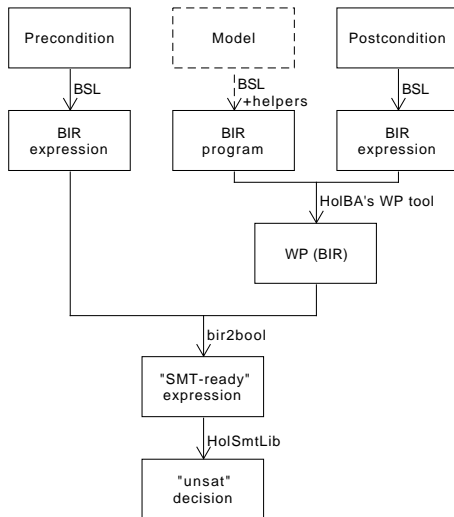 Precondition
Model
Postcondition
BSL
BSL
+helpers
BSL
BIR
expression
BIR
program
BIR
expression
HolBA's WP tool
WP (BIR)
bir2bool
"SMT-ready"
expression
HolSmtLib
"unsat"
decision